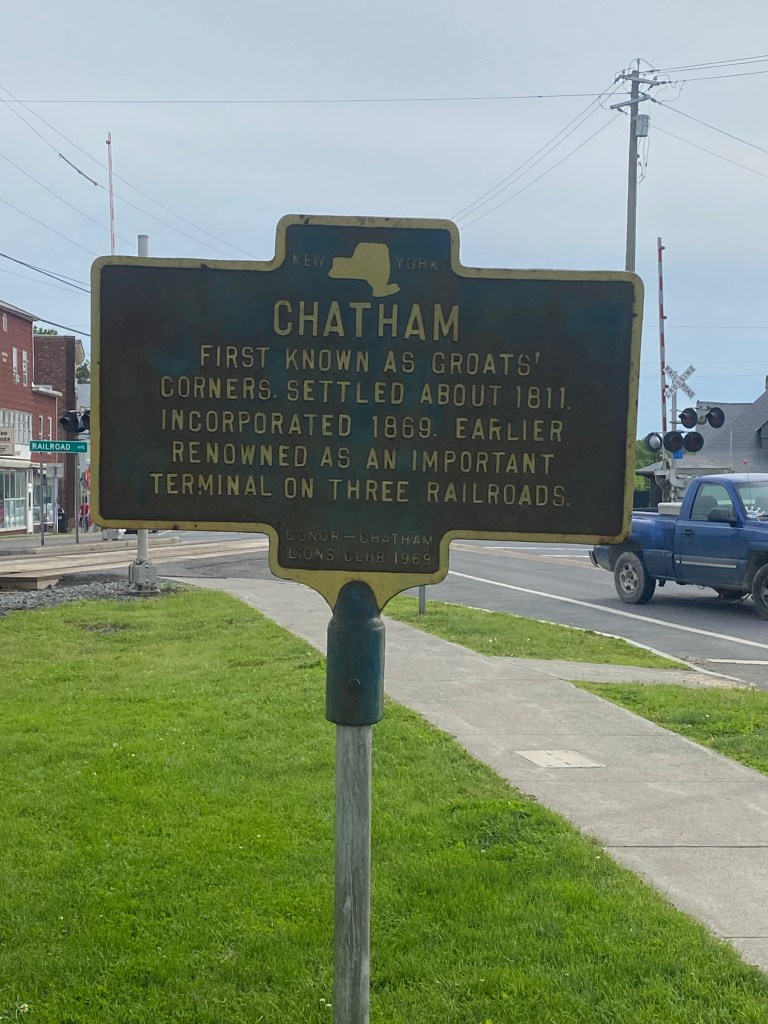 NEW YORK
CHATHAM
FIRST KNOWN AS GROATS'
CORNERS. SETTLED ABOUT 1811.
INCORPORATED 1869. EARLIER
RENOWNED AS AN IMPORTANT
TERMINAL ON THREE RAILROADS.
DONOR—CHATHAM
LIONS CLUB 1969
RAILROAD AVE